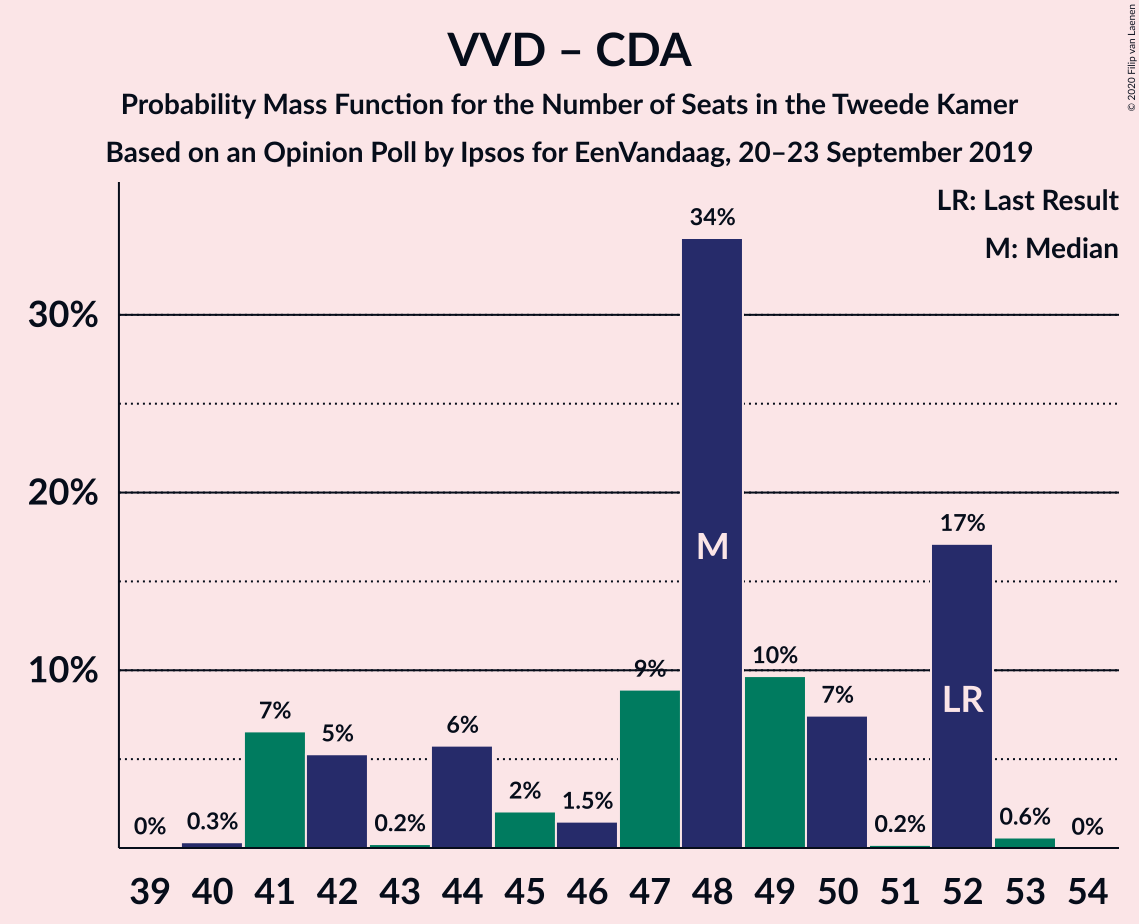 VVD – CDA
Probability Mass Function for the Number of Seats in the Tweede Kamer
Based on an Opinion Poll by Ipsos for EenVandaag, 20–23 September 2019
© 2020 Filip van Laenen
LR: Last Result
M: Median
30%
20%
10%
0%
0.3%
7%
5%
0.2%
6%
2%
1.5%
9%
34%
10%
7%
0.2%
17%
0.6%
0%
M
LR
39 40 41 42 43 44 45 46 47 48 49 50 51 52 53 54